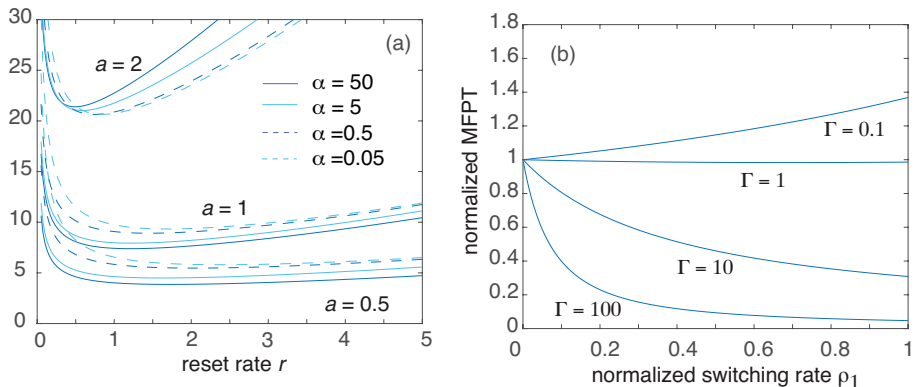 (a)
30
25
20
15
10
5
0
a = 2
a = 1
a = 0.5
α = 50
α = 5
α =0.5
α =0.05
0 1 2 3 4 5
reset rate r
(b)
normalized MFPT
1.8
1.6
1.4
1.2
1
0.8
0.6
0.4
0.2
0
Γ = 0.1
Γ = 1
Γ = 10
Γ = 100
0 0.2 0.4 0.6 0.8 1
normalized switching rate ρ1